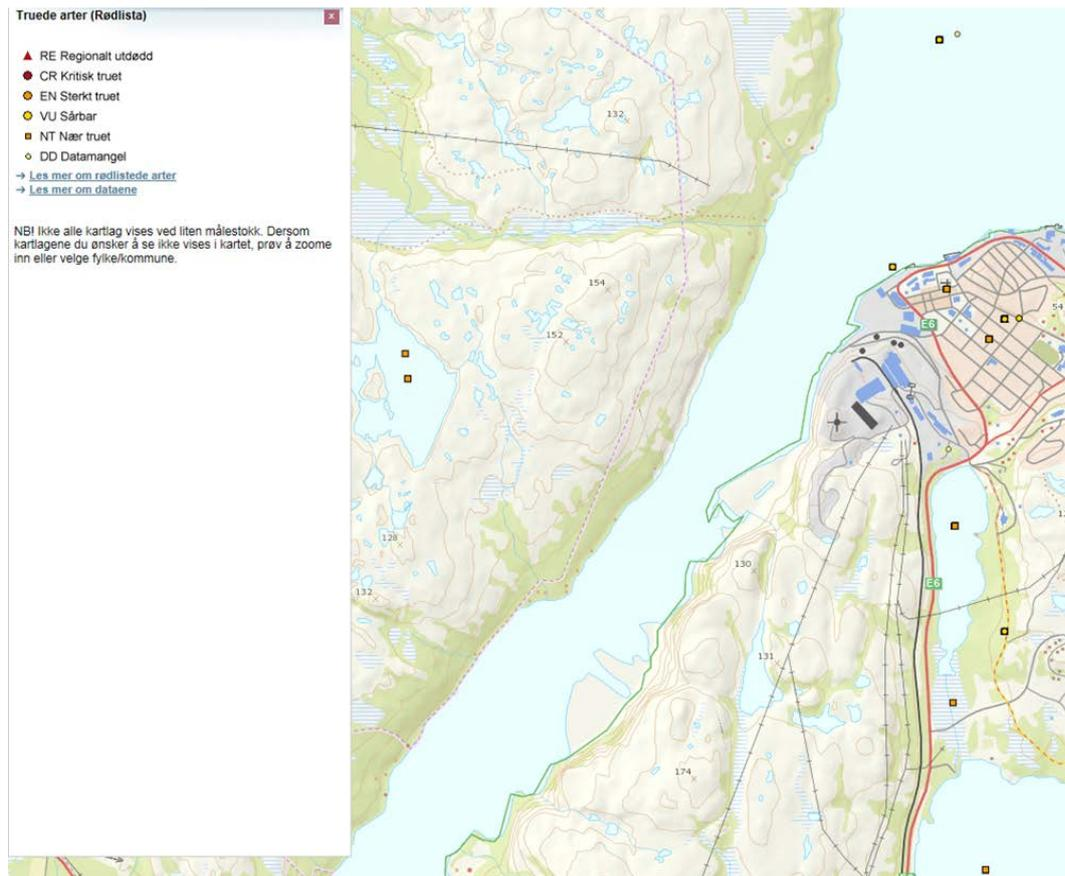 Truede arter (Rødlista)
x
RE Regionalt utdødd
CR Kritisk truet
EN Sterkt truet
VU Sårbar
NT Nær truet
DD Datamangel
→ Les mer om rødlistede arter
→ Les mer om dataene
NB! Ikke alle kartlag vises ved liten målestokk. Dersom
kartlagene du ønsker å se ikke vises i kartet, prøv å zoome
inn eller velge fylke/kommune.
132
154
54
E6
152
128
130
E6
132
131
174